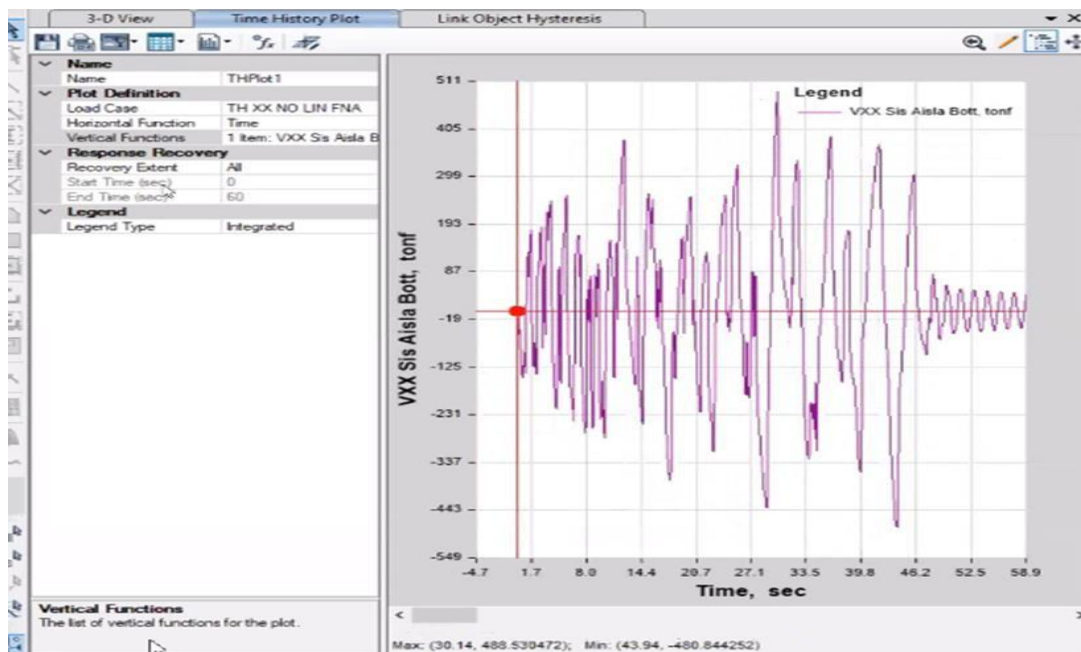 3-D View
Time History Plot
Link Object Hysteresis
Name
Name THPlot1
Plot Definition
Load Case TH XX NO LIN FNA
Horizontal Function Time
Vertical Functions 1 Item: VXX Sis Aisla B
Response Recovery
Recovery Extent All
Start Time (sec) 0
End Time (sec) 60
Legend
Legend Type Integrated
Vertical Functions
The list of vertical functions for the plot.
Legend
VXX Sis Aisla Bott, tonf
VXX Sis Aisla Bott, tonf
511
405
299
193
87
-19
-125
-231
-337
-443
-549
-4.7 1.7 8.0 14.4 20.7 27.1 33.5 39.8 46.2 52.5 58.9
Time, sec
Max: (30.14, 488.530472); Min: (43.94, -480.844252)